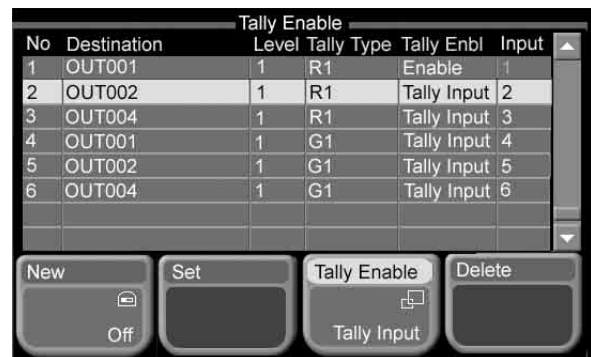 Tally Enable
No Destination Level Tally Type Tally Enbl Input
1 OUT001 1 R1 Enable 1
2 OUT002 1 R1 Tally Input 2
3 OUT004 1 R1 Tally Input 3
4 OUT001 1 G1 Tally Input 4
5 OUT002 1 G1 Tally Input 5
6 OUT004 1 G1 Tally Input 6
New Set Tally Enable Delete
Off Tally Input